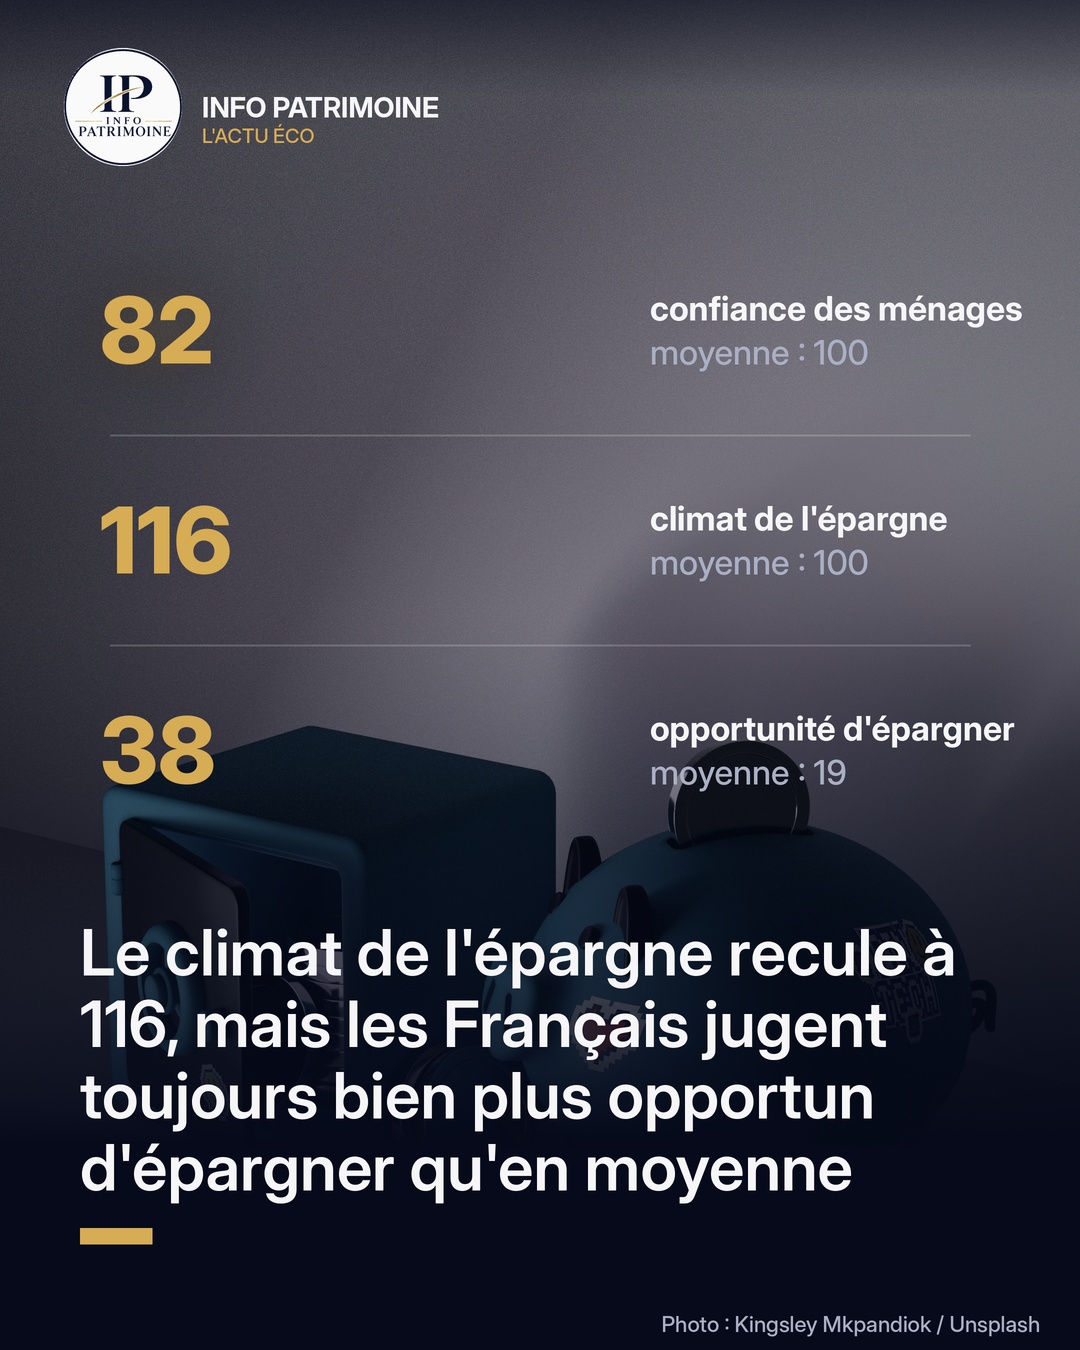 IP
INFO
PATRIMOINE
INFO PATRIMOINE
L'ACTU ÉCO
82
confiance des ménages
moyenne : 100
116
climat de l'épargne
moyenne : 100
38
opportunité d'épargner
moyenne : 19
Le climat de l'épargne recule à
116, mais les Français jugent
toujours bien plus opportun
d'épargner qu'en moyenne
Photo : Kingsley Mkpandiok / Unsplash